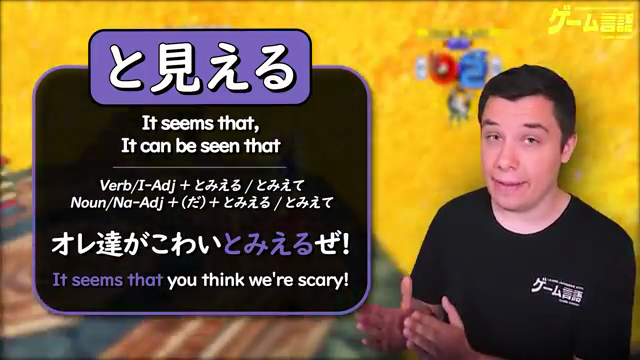 と見える
It seems that,
It can be seen that
Verb/I-Adj + とみえる / とみえて
Noun/Na-Adj + (だ) + とみえる / とみえて
オレ達がこわいとみえるぜ!
It seems that you think we're scary!
ゲーム言語
ゲーム言語